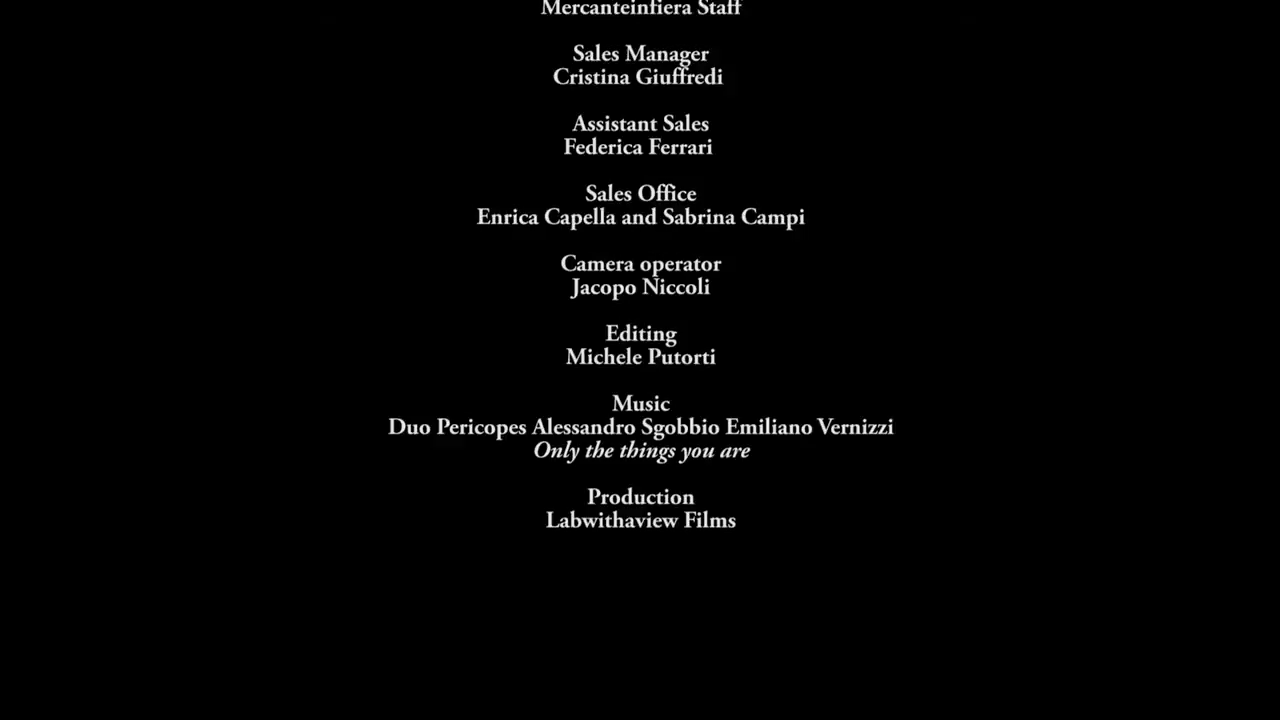 Mercanteinfiera Staff
Sales Manager
Cristina Giuffredi
Assistant Sales
Federica Ferrari
Sales Office
Enrica Capella and Sabrina Campi
Camera operator
Jacopo Niccoli
Editing
Michele Putorti
Music
Duo Pericopes Alessandro Sgobbio Emiliano Vernizzi
Only the things you are
Production
Labwithaview Films